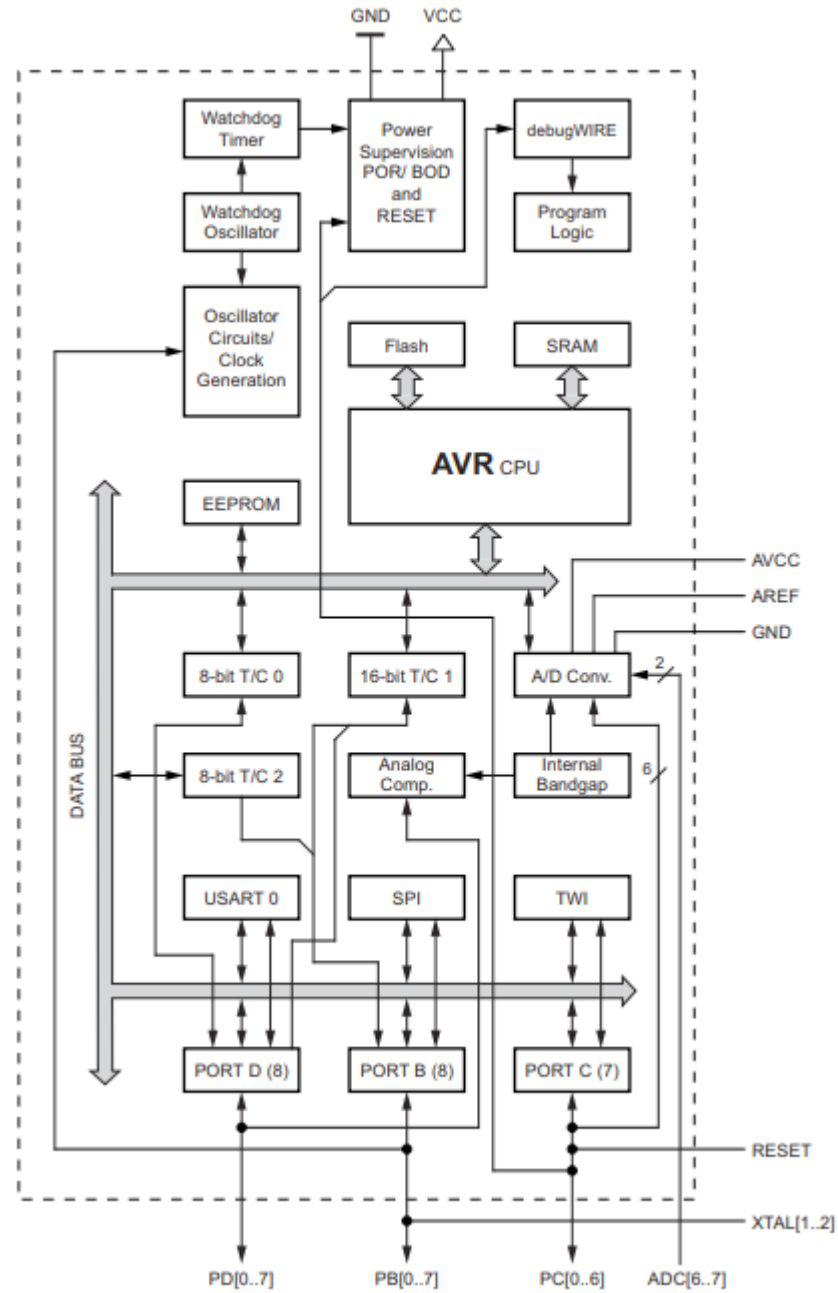 GND
VCC
Watchdog
Timer
Power
Supervision
POR/ BOD
and
RESET
debugWIRE
Watchdog
Oscillator
Program
Logic
Oscillator
Circuits/
Clock
Generation
Flash
SRAM
AVR CPU
EEPROM
AVCC
AREF
GND
2
8-bit T/C 0
16-bit T/C 1
A/D Conv.
DATA BUS
8-bit T/C 2
Analog
Comp.
Internal
Bandgap
6
USART 0
SPI
TWI
PORT D (8)
PORT B (8)
PORT C (7)
RESET
XTAL[1..2]
PD[0..7]
PB[0..7]
PC[0..6]
ADC[6..7]